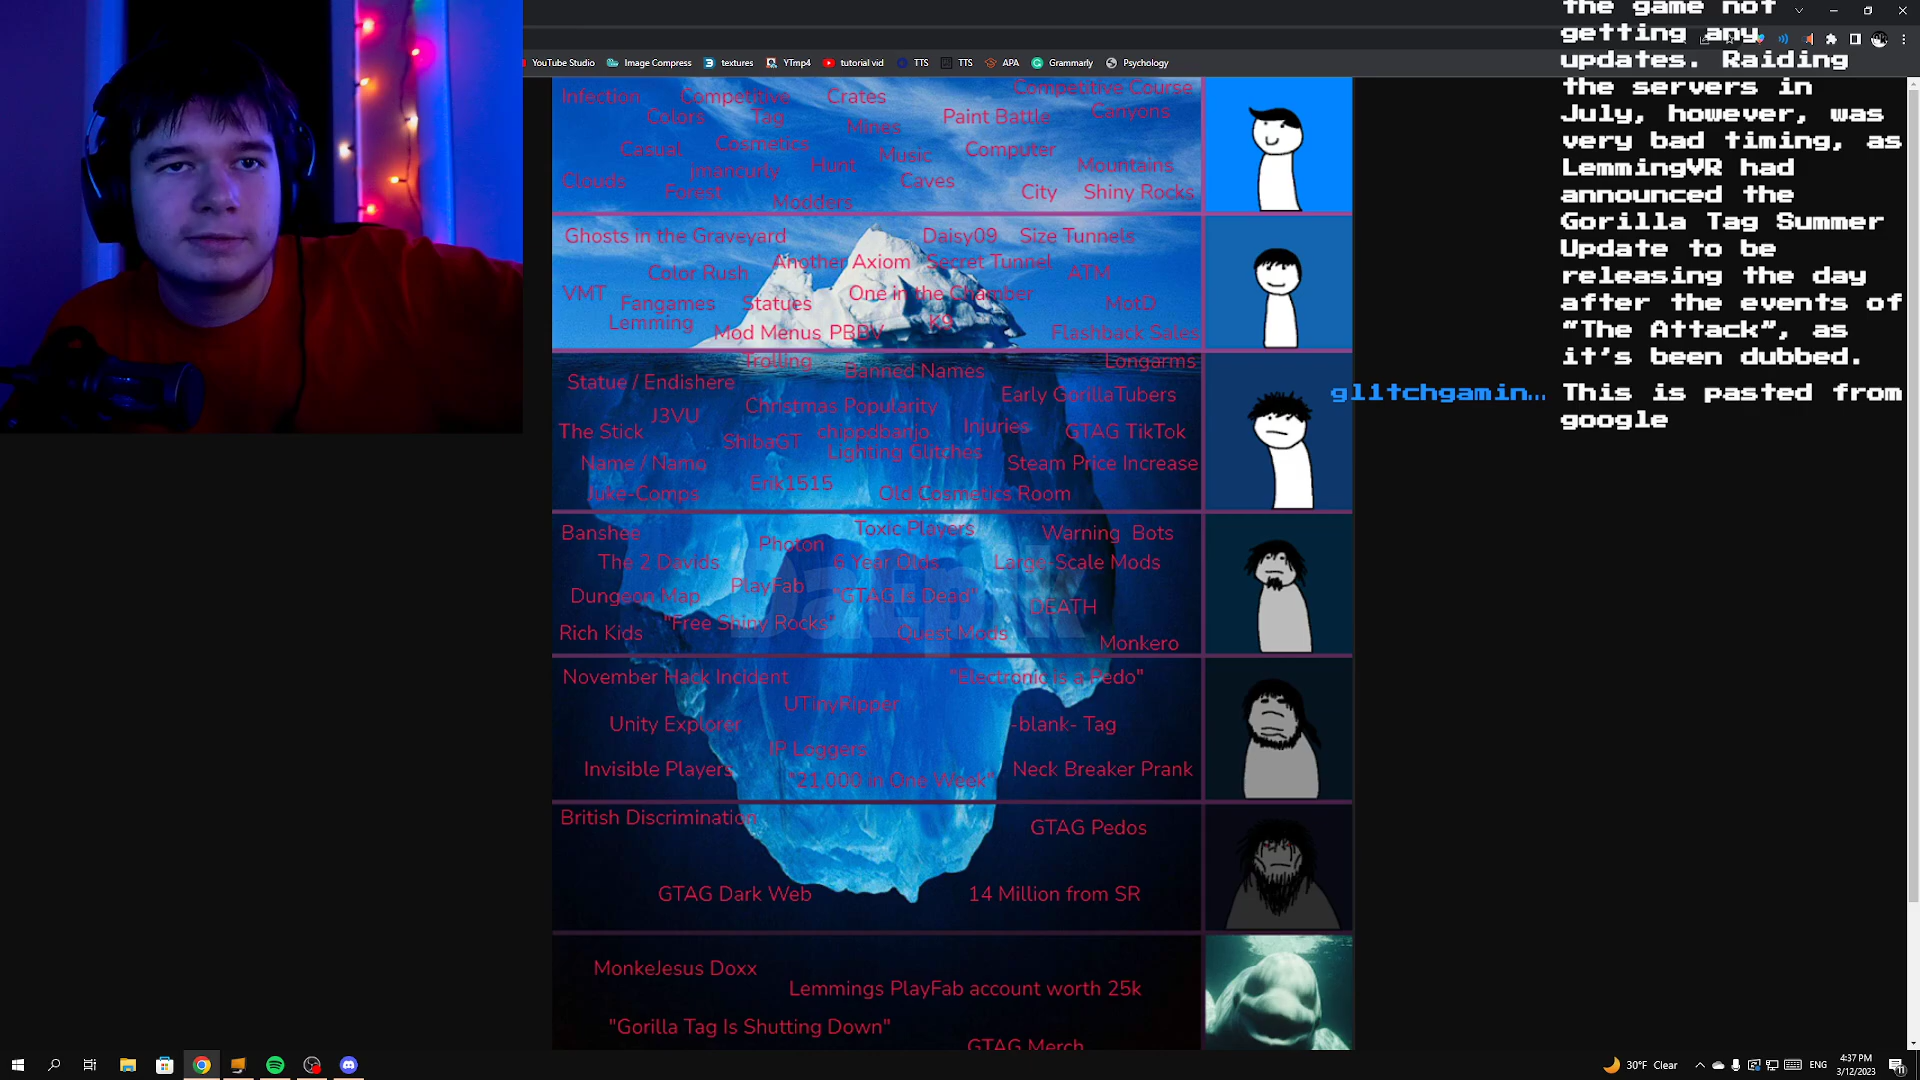 YouTube Studio Image Compress textures YTmp4 tutorial vid TTS TTS APA Grammarly Psychology
Infection Competitive Crates Competitive Course
Colors Tag Paint Battle Canyons
Mines
Casual Cosmetics Music Computer
jmancurly Hunt Mountains
Clouds Caves
Forest Modders City Shiny Rocks
Ghosts in the Graveyard Daisy09 Size Tunnels
Color Rush Another Axiom Secret Tunnel ATM
VMT Fangames Statues One in the Chamber MotD
Lemming Mod Menus PBBV K9 Flashback Sales
Trolling Banned Names Longarms
Statue / Endishere Early GorillaTubers
J3VU Christmas Popularity
The Stick ShibaGT chippdbanjo Injuries GTAG TikTok
Lighting Glitches
Name / Namo Steam Price Increase
Juke-Comps Erik1515 Old Cosmetics Room
Banshee Toxic Players Warning Bots
Photon
The 2 Davids 6 Year Olds Large-Scale Mods
PlayFab
Dungeon Map "GTAG Is Dead" DEATH
"Free Shiny Rocks"
Rich Kids Quest Mods Monkero
November Hack Incident "Electronic is a Pedo"
UTinyRipper
Unity Explorer -blank- Tag
IP Loggers
Invisible Players "21,000 in One Week" Neck Breaker Prank
British Discrimination GTAG Pedos
GTAG Dark Web 14 Million from SR
MonkeJesus Doxx
Lemmings PlayFab account worth 25k
"Gorilla Tag Is Shutting Down"
GTAG Merch
the game not
getting any
updates. Raiding
the servers in
July, however, was
very bad timing, as
LemmingVR had
announced the
Gorilla Tag Summer
Update to be
releasing the day
after the events of
"The Attack", as
it's been dubbed.
gl1tchgamin... This is pasted from
google
30°F Clear ENG 4:37 PM
3/12/2023
11